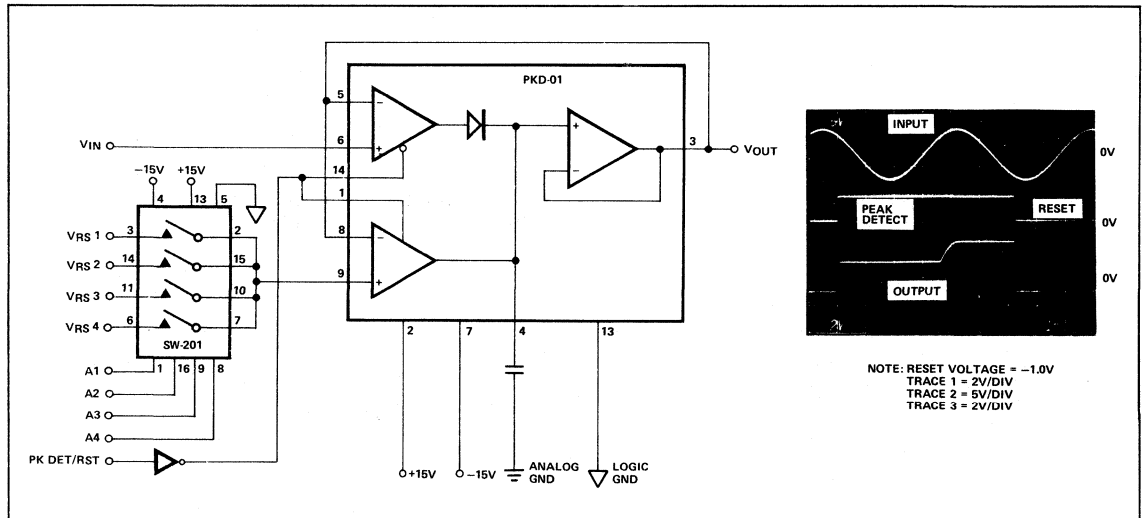 PKD-01
5
−
VIN
6
+
14
1
3
VOUT
+
−
−15V
+15V
4
13
5
VRS 1
3
2
VRS 2
14
15
VRS 3
11
10
VRS 4
6
7
SW-201
8
−
9
+
2
7
4
13
A1
1
16
9
8
A2
A3
A4
PK DET/RST
+15V
−15V
ANALOG
GND
LOGIC
GND
INPUT
0V
PEAK
DETECT
RESET
0V
0V
OUTPUT
NOTE: RESET VOLTAGE = −1.0V
TRACE 1 = 2V/DIV
TRACE 2 = 5V/DIV
TRACE 3 = 2V/DIV